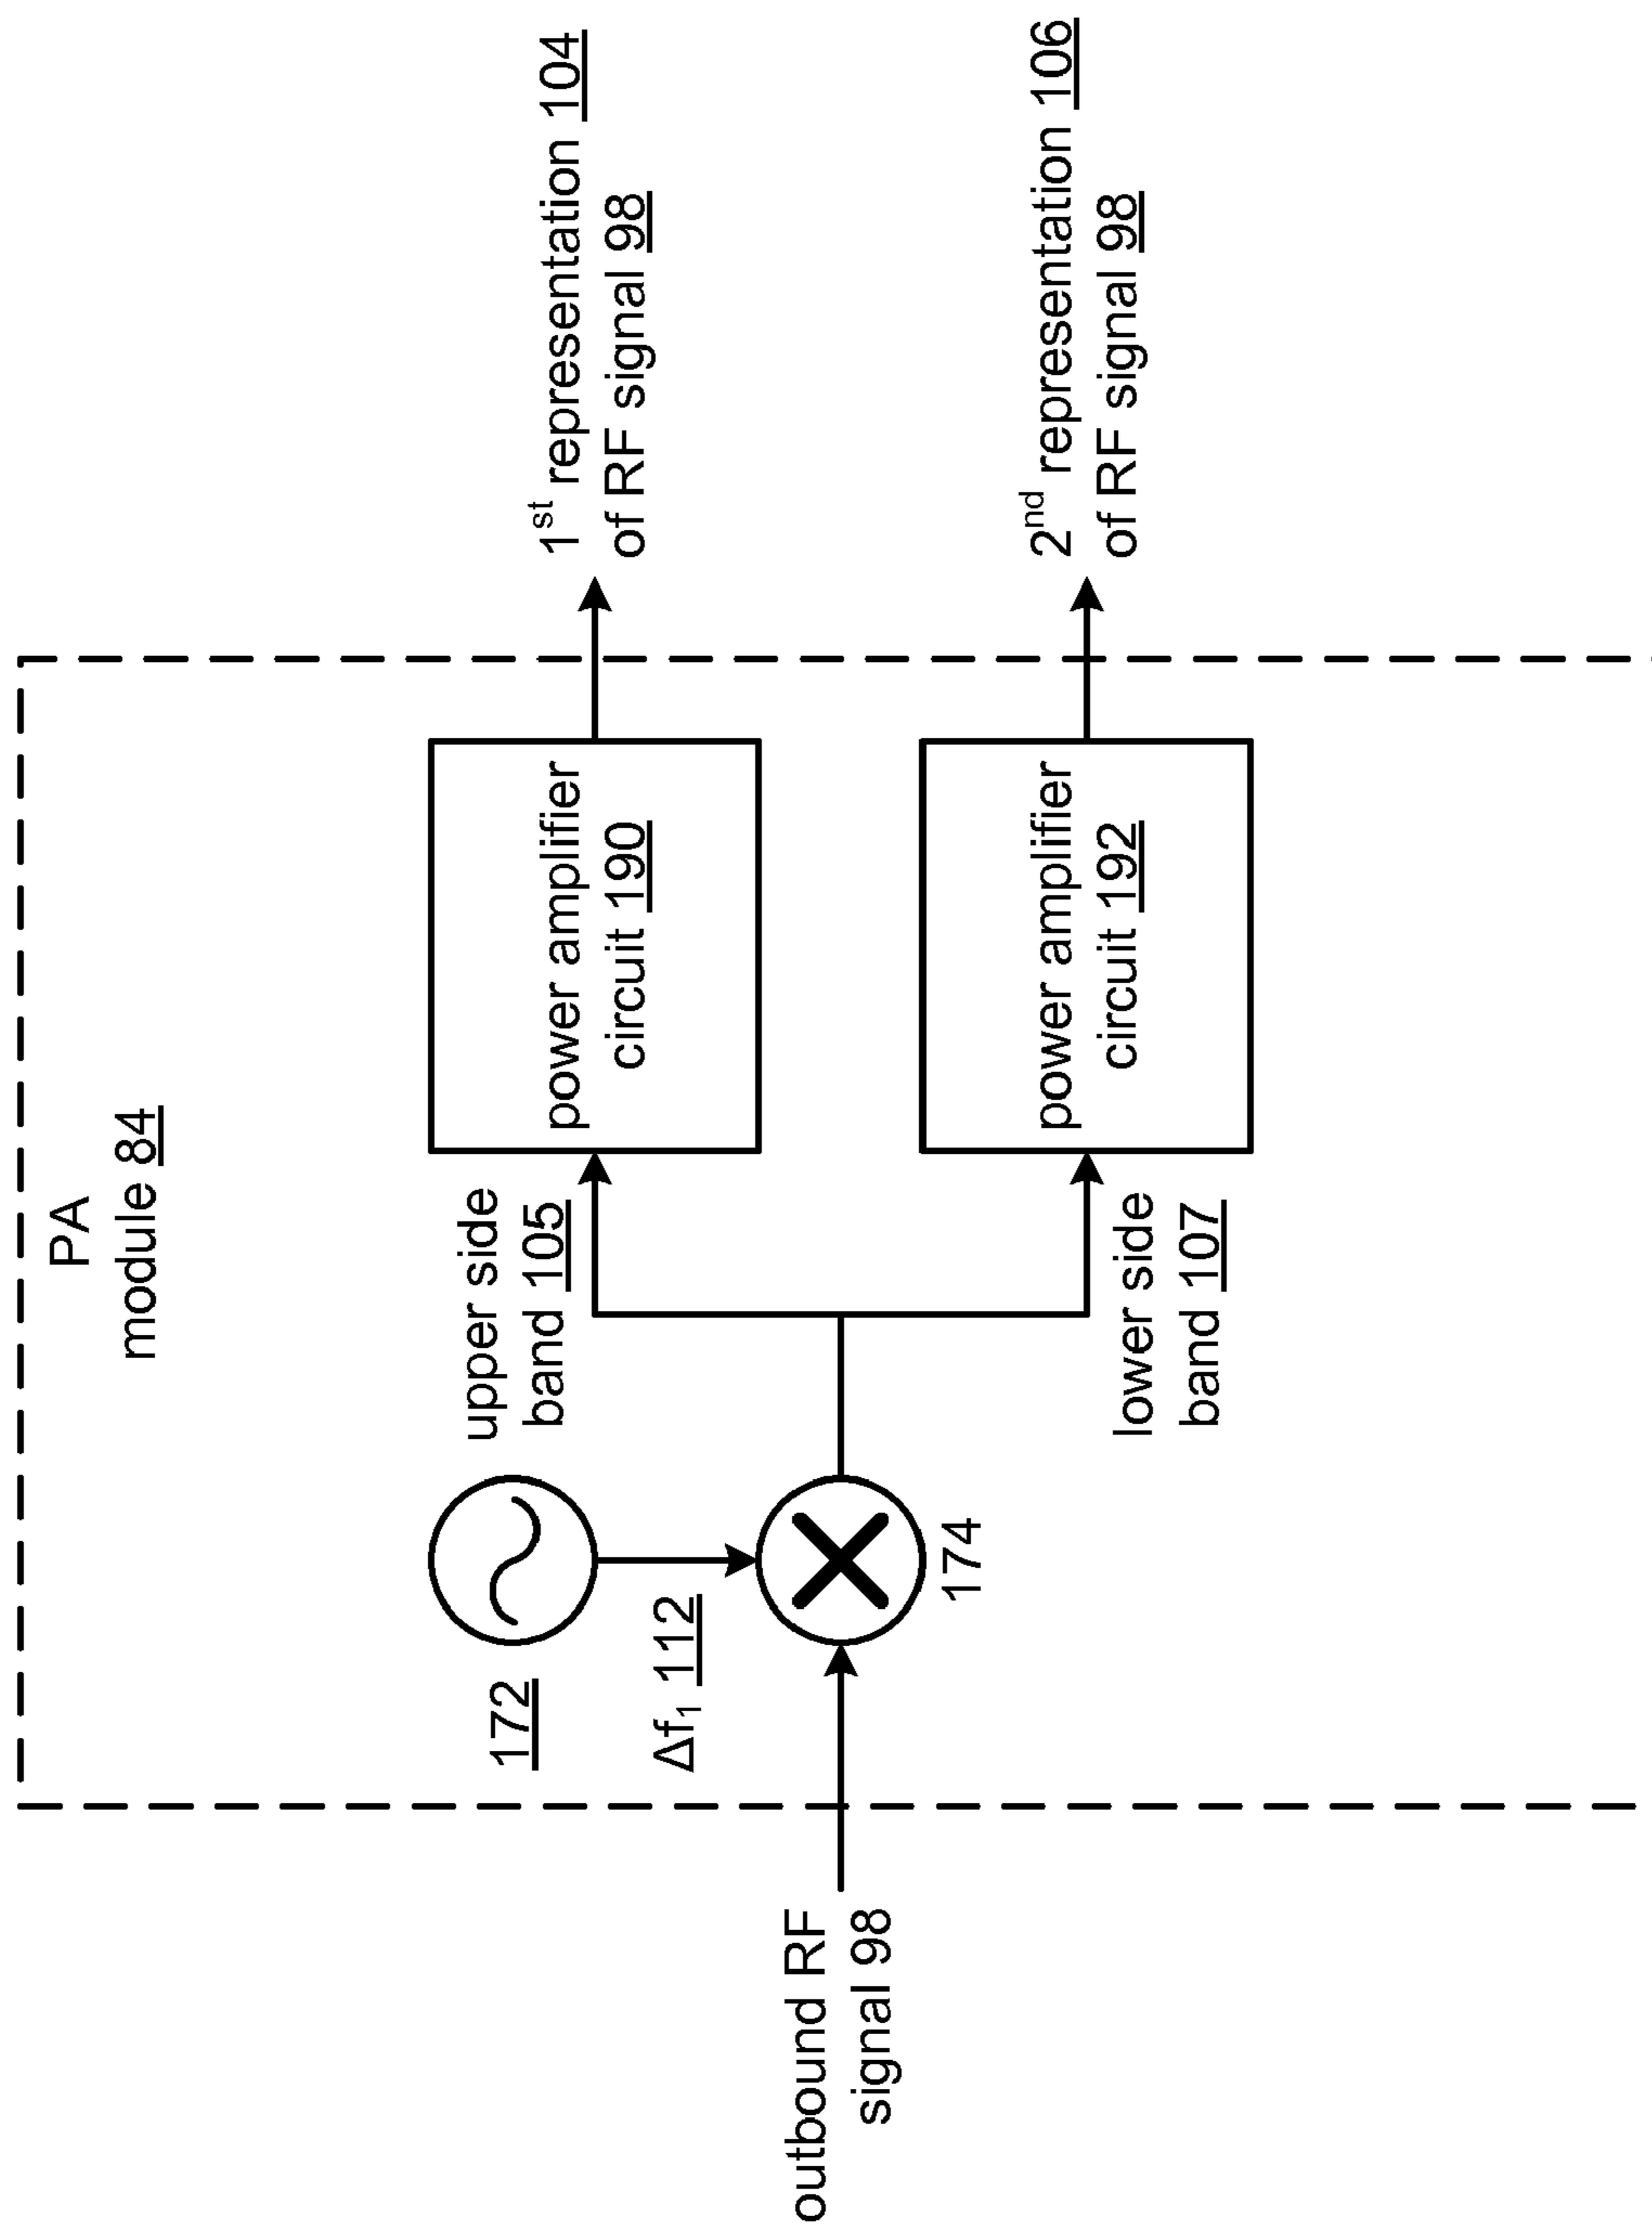 PA
module 84
172
Δf₁ 112
174
outbound RF
signal 98
upper side
band 105
lower side
band 107
power amplifier
circuit 190
power amplifier
circuit 192
1st representation 104
of RF signal 98
2nd representation 106
of RF signal 98